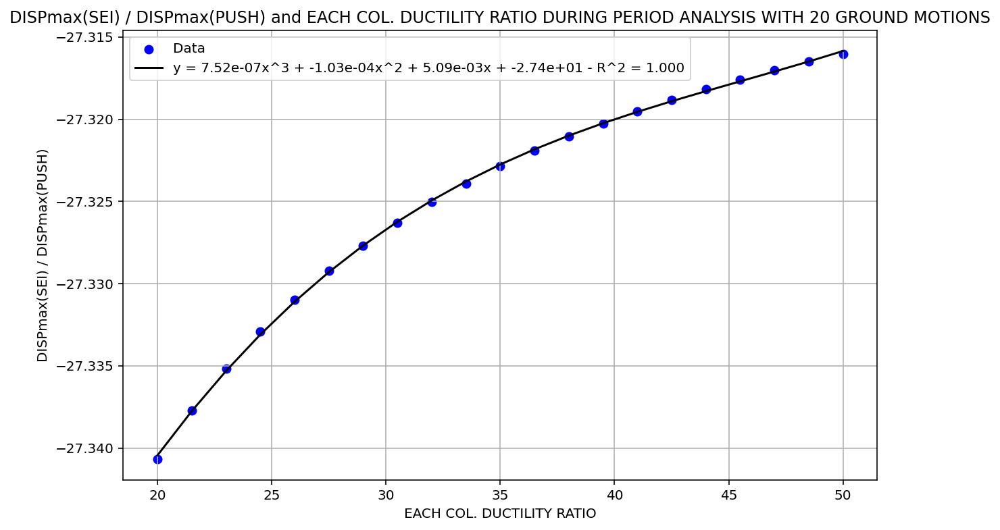 DISPmax(SEI) / DISPmax(PUSH) and EACH COL. DUCTILITY RATIO DURING PERIOD ANALYSIS WITH 20 GROUND MOTIONS
Data
y = 7.52e-07x^3 + -1.03e-04x^2 + 5.09e-03x + -2.74e+01 - R^2 = 1.000
DISPmax(SEI) / DISPmax(PUSH)
−27.315
−27.320
−27.325
−27.330
−27.335
−27.340
20 25 30 35 40 45 50
EACH COL. DUCTILITY RATIO